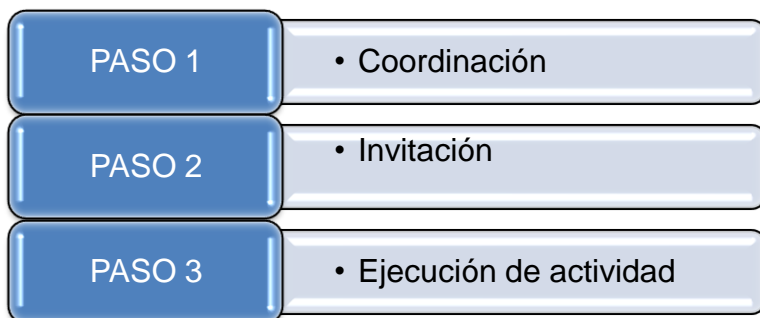 PASO 1
• Coordinación
PASO 2
• Invitación
PASO 3
• Ejecución de actividad